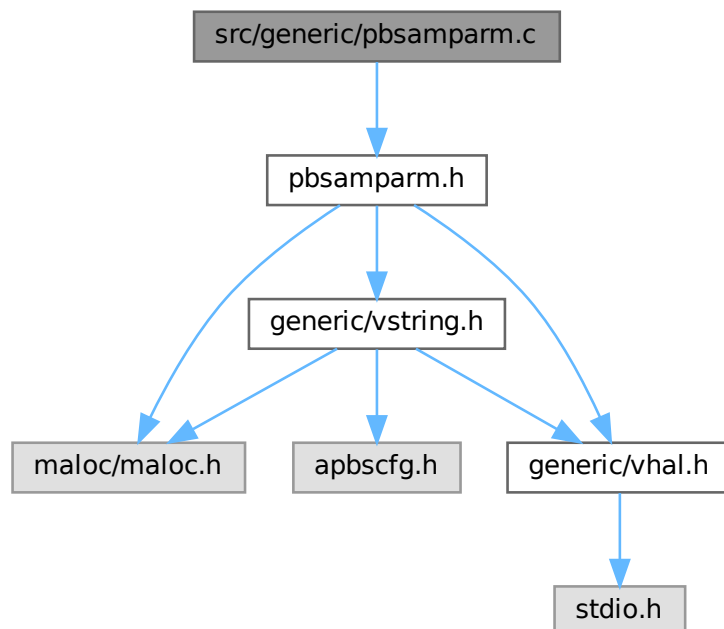 src/generic/pbsamparm.c
pbsamparm.h
generic/vstring.h
maloc/maloc.h
apbscfg.h
generic/vhal.h
stdio.h